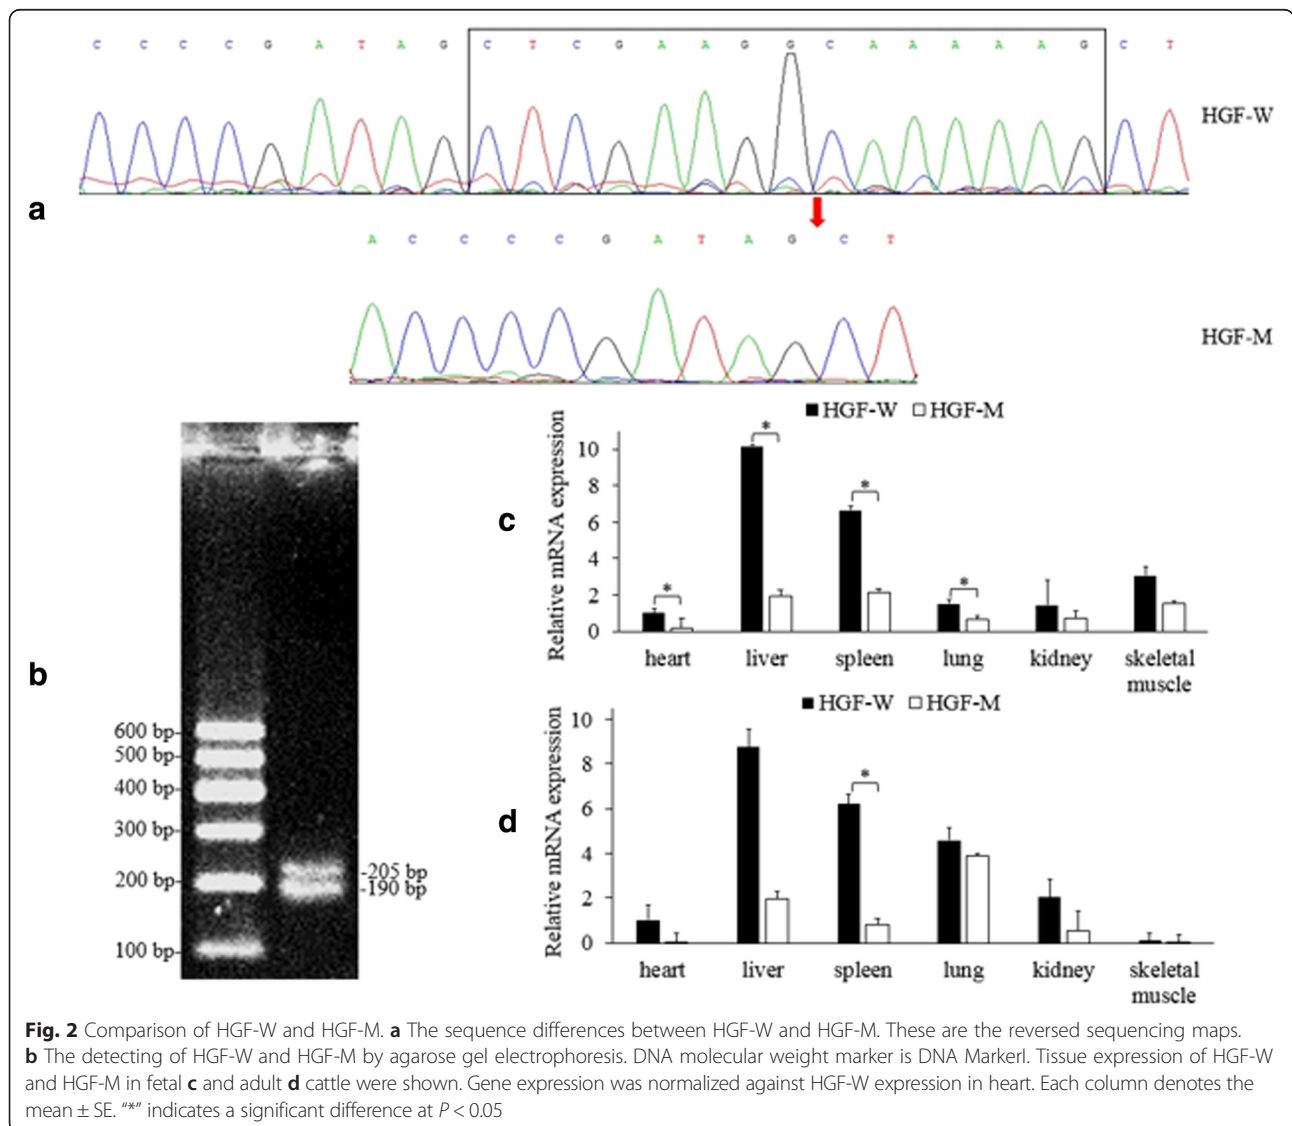 C C C C G A T A G C T C G A A G G C A A A A A G C T
HGF-W
a
A C C C C G A T A G C T
HGF-M
b
600 bp-
500 bp-
400 bp-
300 bp-
200 bp-
100 bp-
-205 bp
-190 bp
c
■ HGF-W □ HGF-M
Relative mRNA expression
10
8
6
4
2
0
* * * *
heart liver spleen lung kidney skeletal
muscle
d
■ HGF-W □ HGF-M
Relative mRNA expression
10
8
6
4
2
0
*
heart liver spleen lung kidney skeletal
muscle
Fig. 2 Comparison of HGF-W and HGF-M. a The sequence differences between HGF-W and HGF-M. These are the reversed sequencing maps.
b The detecting of HGF-W and HGF-M by agarose gel electrophoresis. DNA molecular weight marker is DNA MarkerI. Tissue expression of HGF-W
and HGF-M in fetal c and adult d cattle were shown. Gene expression was normalized against HGF-W expression in heart. Each column denotes the
mean ± SE. “*” indicates a significant difference at P < 0.05